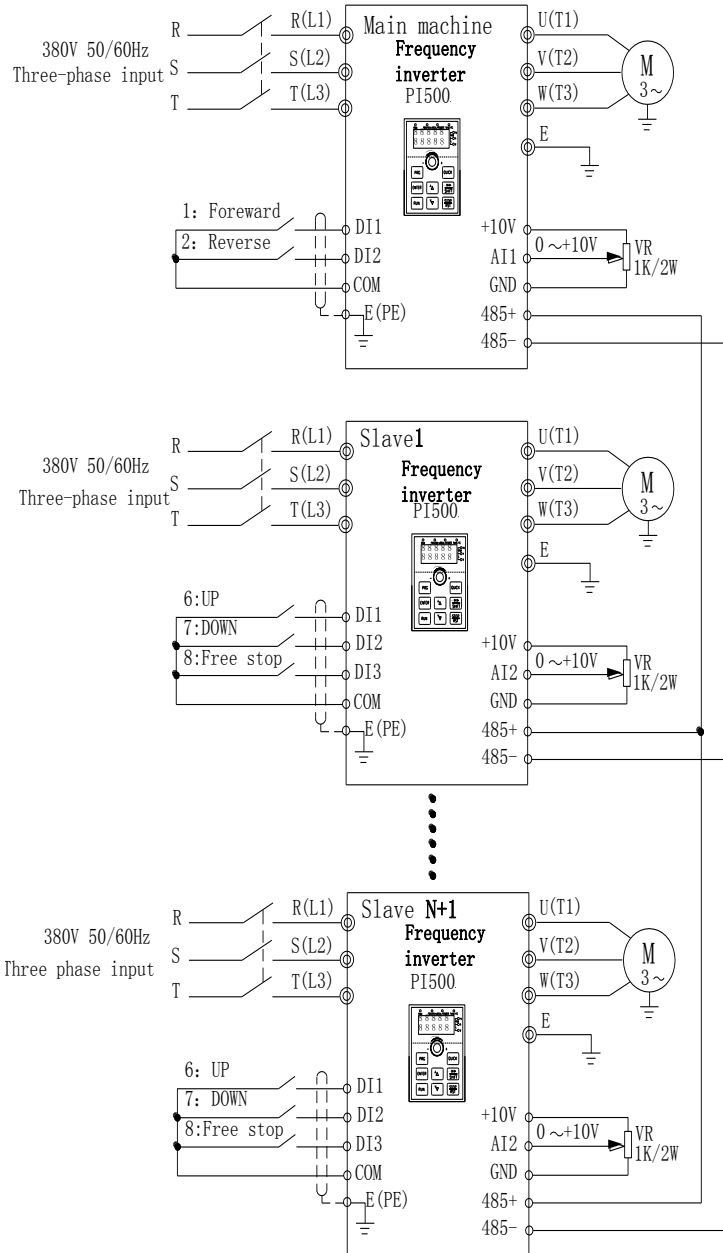 Main machine
Frequency
inverter
PI500.
380V 50/60Hz
Three-phase input
R
S
T
R(L1)
S(L2)
T(L3)
U(T1)
V(T2)
W(T3)
E
M
3~
1: Foreward
2: Reverse
DI1
DI2
COM
E(PE)
+10V
AI1
GND
485+
485-
0 ~+10V
VR
1K/2W
Slave1
Frequency
inverter
PI500.
380V 50/60Hz
Three-phase input
R
S
T
R(L1)
S(L2)
T(L3)
U(T1)
V(T2)
W(T3)
E
M
3~
6:UP
7:DOWN
8:Free stop
DI1
DI2
DI3
COM
E(PE)
+10V
AI2
GND
485+
485-
0 ~+10V
VR
1K/2W
Slave N+1
Frequency
inverter
PI500.
380V 50/60Hz
Three phase input
R
S
T
R(L1)
S(L2)
T(L3)
U(T1)
V(T2)
W(T3)
E
M
3~
6: UP
7: DOWN
8:Free stop
DI1
DI2
DI3
COM
E(PE)
+10V
AI2
GND
485+
485-
0 ~+10V
VR
1K/2W